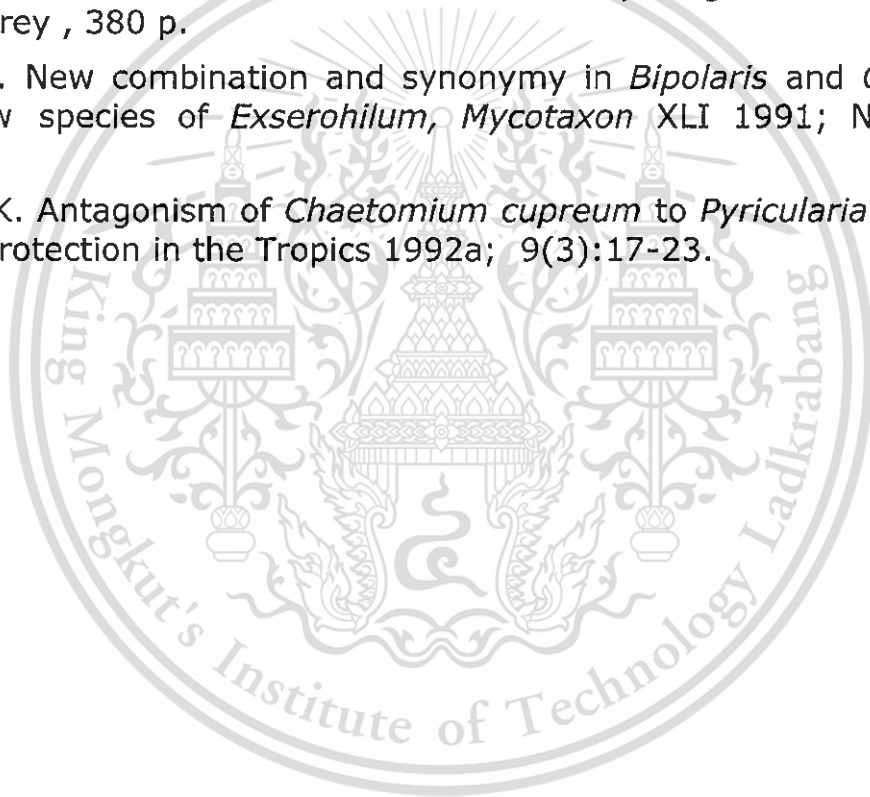 rey , 380 p.
. New combination and synonymy in Bipolaris and
w species of Exserohilum, Mycotaxon XLI 1991; N
K. Antagonism of Chaetomium cupreum to Pyricularia
rotection in the Tropics 1992a; 9(3):17-23.
King Mongkut's Institute of Technology Ladkrabang